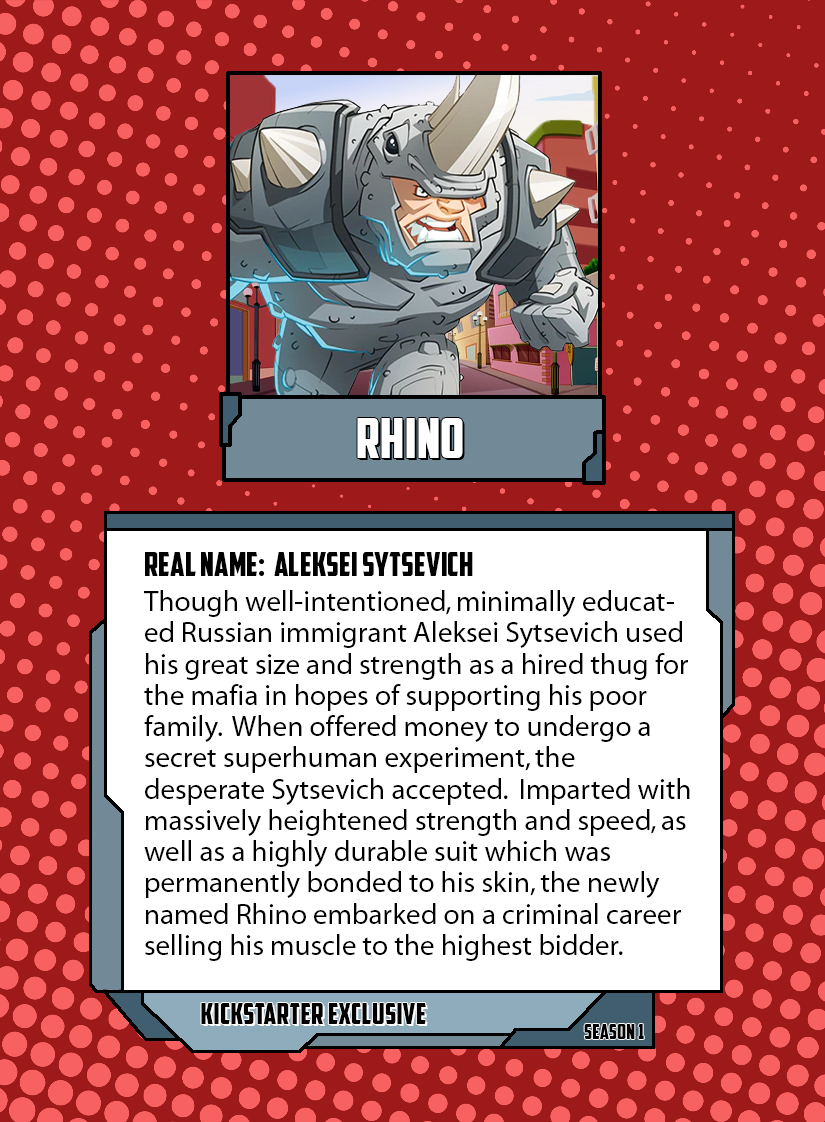 RHINO
REAL NAME: ALEKSEI SYTSEVICH
Though well-intentioned, minimally educat-
ed Russian immigrant Aleksei Sytsevich used
his great size and strength as a hired thug for
the mafia in hopes of supporting his poor
family. When offered money to undergo a
secret superhuman experiment, the
desperate Sytsevich accepted. Imparted with
massively heightened strength and speed, as
well as a highly durable suit which was
permanently bonded to his skin, the newly
named Rhino embarked on a criminal career
selling his muscle to the highest bidder.
KICKSTARTER EXCLUSIVE
SEASON 1